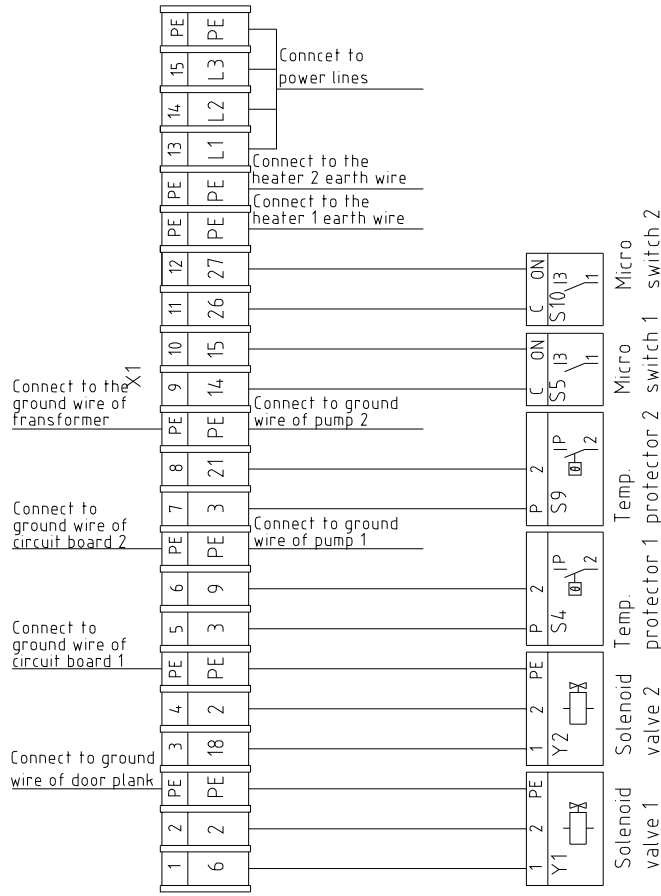 PE PE
Conncet to
power lines
15 L3
14 L2
13 L1
Connect to the
heater 2 earth wire
PE PE
Connect to the
heater 1 earth wire
PE PE
12 27
ON
C
S10 13
1
Micro
switch 2
11 26
10 15
ON
C
S5 13
1
Micro
switch 1
X1
9 14
Connect to the
ground wire of
fransformer
PE PE
Connect to ground
wire of pump 2
8 21
2
P
S9
θ
1P
2
Temp.
protector 2
7 3
Connect to
ground wire of
circuit board 2
PE PE
Connect to ground
wire of pump 1
6 9
2
P
S4
θ
1P
2
Temp.
protector 1
5 3
Connect to
ground wire of
circuit board 1
PE PE
PE
4 2
2
3 18
1
Y2
Solenoid
valve 2
Connect to ground
wire of door plank
PE PE
PE
2 2
2
1 6
1
Y1
Solenoid
valve 1